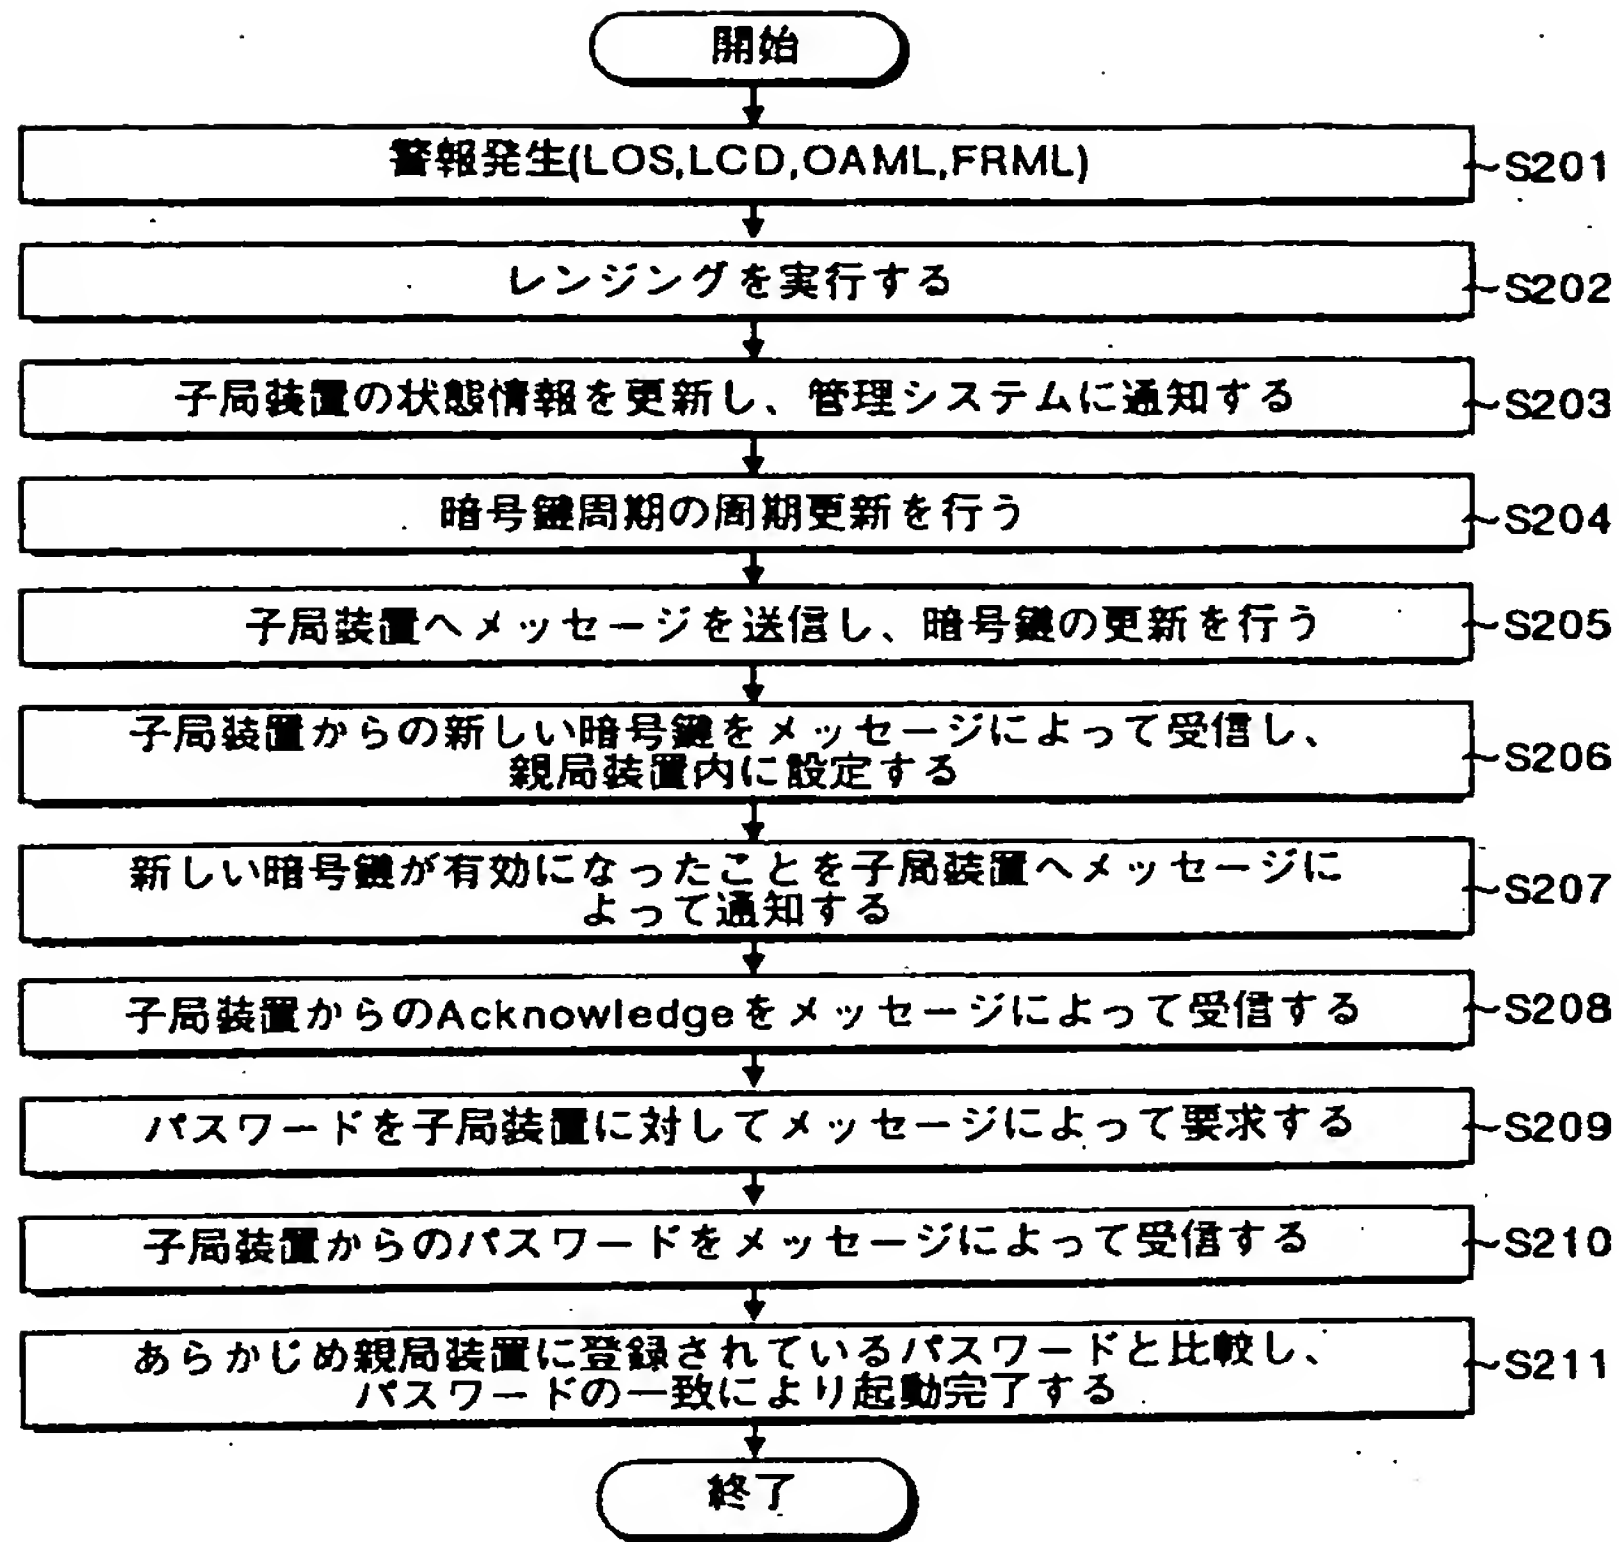 開始
警報発生(LOS,LCD,OAML,FRML)
S201
レンジングを実行する
S202
子局装置の状態情報を更新し、管理システムに通知する
S203
暗号鍵周期の周期更新を行う
S204
子局装置へメッセージを送信し、暗号鍵の更新を行う
S205
子局装置からの新しい暗号鍵をメッセージによって受信し、
親局装置内に設定する
S206
新しい暗号鍵が有効になったことを子局装置へメッセージに
よって通知する
S207
子局装置からのAcknowledgeをメッセージによって受信する
S208
パスワードを子局装置に対してメッセージによって要求する
S209
子局装置からのパスワードをメッセージによって受信する
S210
あらかじめ親局装置に登録されているパスワードと比較し、
パスワードの一致により起動完了する
S211
終了